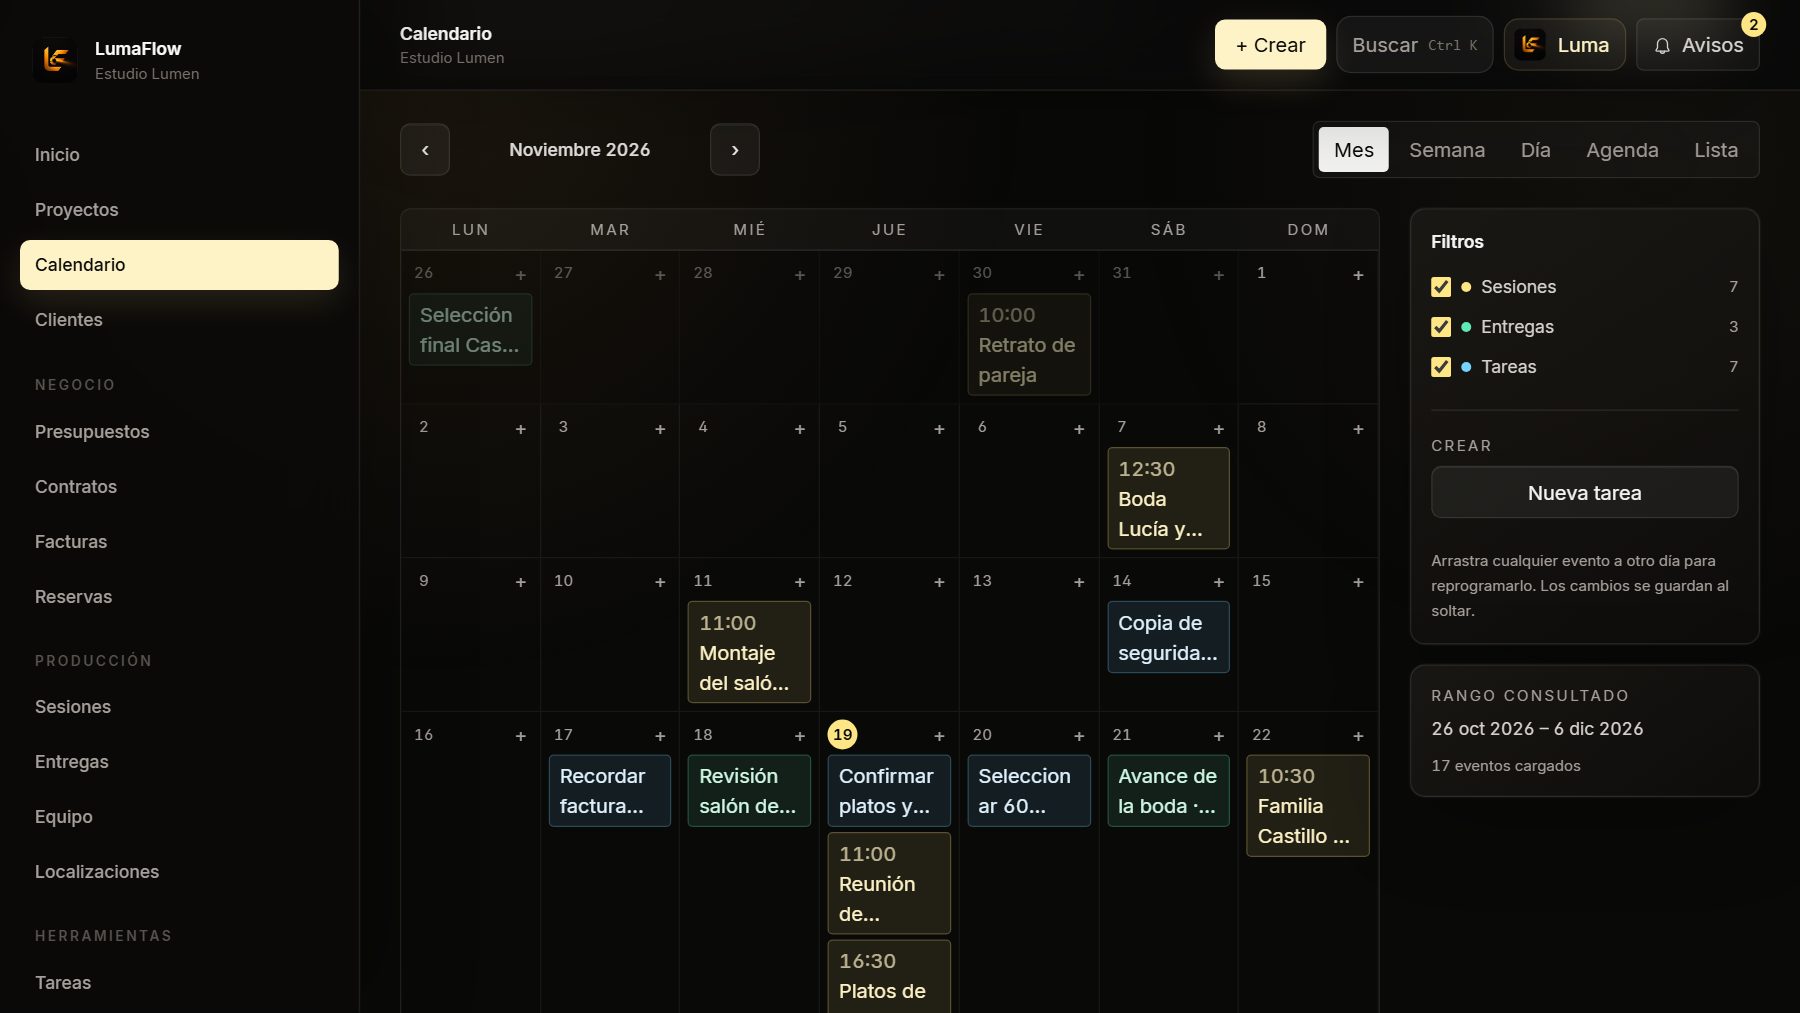 LumaFlow
Estudio Lumen
Inicio
Proyectos
Calendario
Clientes
NEGOCIO
Presupuestos
Contratos
Facturas
Reservas
PRODUCCIÓN
Sesiones
Entregas
Equipo
Localizaciones
HERRAMIENTAS
Tareas
Calendario
Estudio Lumen
+ Crear
Buscar Ctrl K
Luma
Avisos
2
‹
Noviembre 2026
›
Mes Semana Día Agenda Lista
LUN MAR MIÉ JUE VIE SÁB DOM
26 + 27 + 28 + 29 + 30 + 31 + 1 +
Selección
final Cas...
10:00
Retrato de
pareja
2 + 3 + 4 + 5 + 6 + 7 + 8 +
12:30
Boda
Lucía y...
9 + 10 + 11 + 12 + 13 + 14 + 15 +
11:00
Montaje
del saló...
Copia de
segurida...
16 + 17 + 18 + 19 + 20 + 21 + 22 +
Recordar
factura...
Revisión
salón de...
Confirmar
platos y...
11:00
Reunión
de...
16:30
Platos de
Seleccion
ar 60...
Avance de
la boda ·...
10:30
Familia
Castillo ...
Filtros
Sesiones 7
Entregas 3
Tareas 7
CREAR
Nueva tarea
Arrastra cualquier evento a otro día para
reprogramarlo. Los cambios se guardan al
soltar.
RANGO CONSULTADO
26 oct 2026 – 6 dic 2026
17 eventos cargados